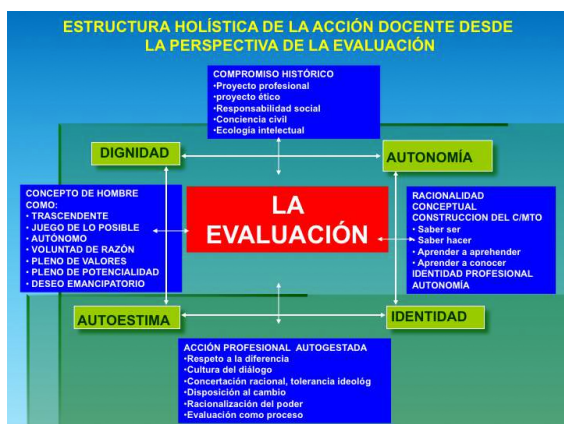 ESTRUCTURA HOLÍSTICA DE LA ACCIÓN DOCENTE DESDE
LA PERSPECTIVA DE LA EVALUACIÓN
COMPROMISO HISTÓRICO
•Proyecto profesional
•proyecto ético
•Responsabilidad social
•Conciencia civil
•Ecología intelectual
DIGNIDAD
AUTONOMÍA
CONCEPTO DE HOMBRE
COMO:
• TRASCENDENTE
• JUEGO DE LO POSIBLE
• AUTÓNOMO
• VOLUNTAD DE RAZÓN
• PLENO DE VALORES
• PLENO DE POTENCIALIDAD
• DESEO EMANCIPATORIO
LA
EVALUACIÓN
RACIONALIDAD
CONCEPTUAL
CONSTRUCCION DEL C/MTO
• Saber ser
• Saber hacer
• Aprender a aprehender
• Aprender a conocer
IDENTIDAD PROFESIONAL
AUTONOMÍA
AUTOESTIMA
IDENTIDAD
ACCIÓN PROFESIONAL AUTOGESTADA
•Respeto a la diferencia
•Cultura del diálogo
•Concertación racional, tolerancia ideológ
•Disposición al cambio
•Racionalización del poder
•Evaluación como proceso